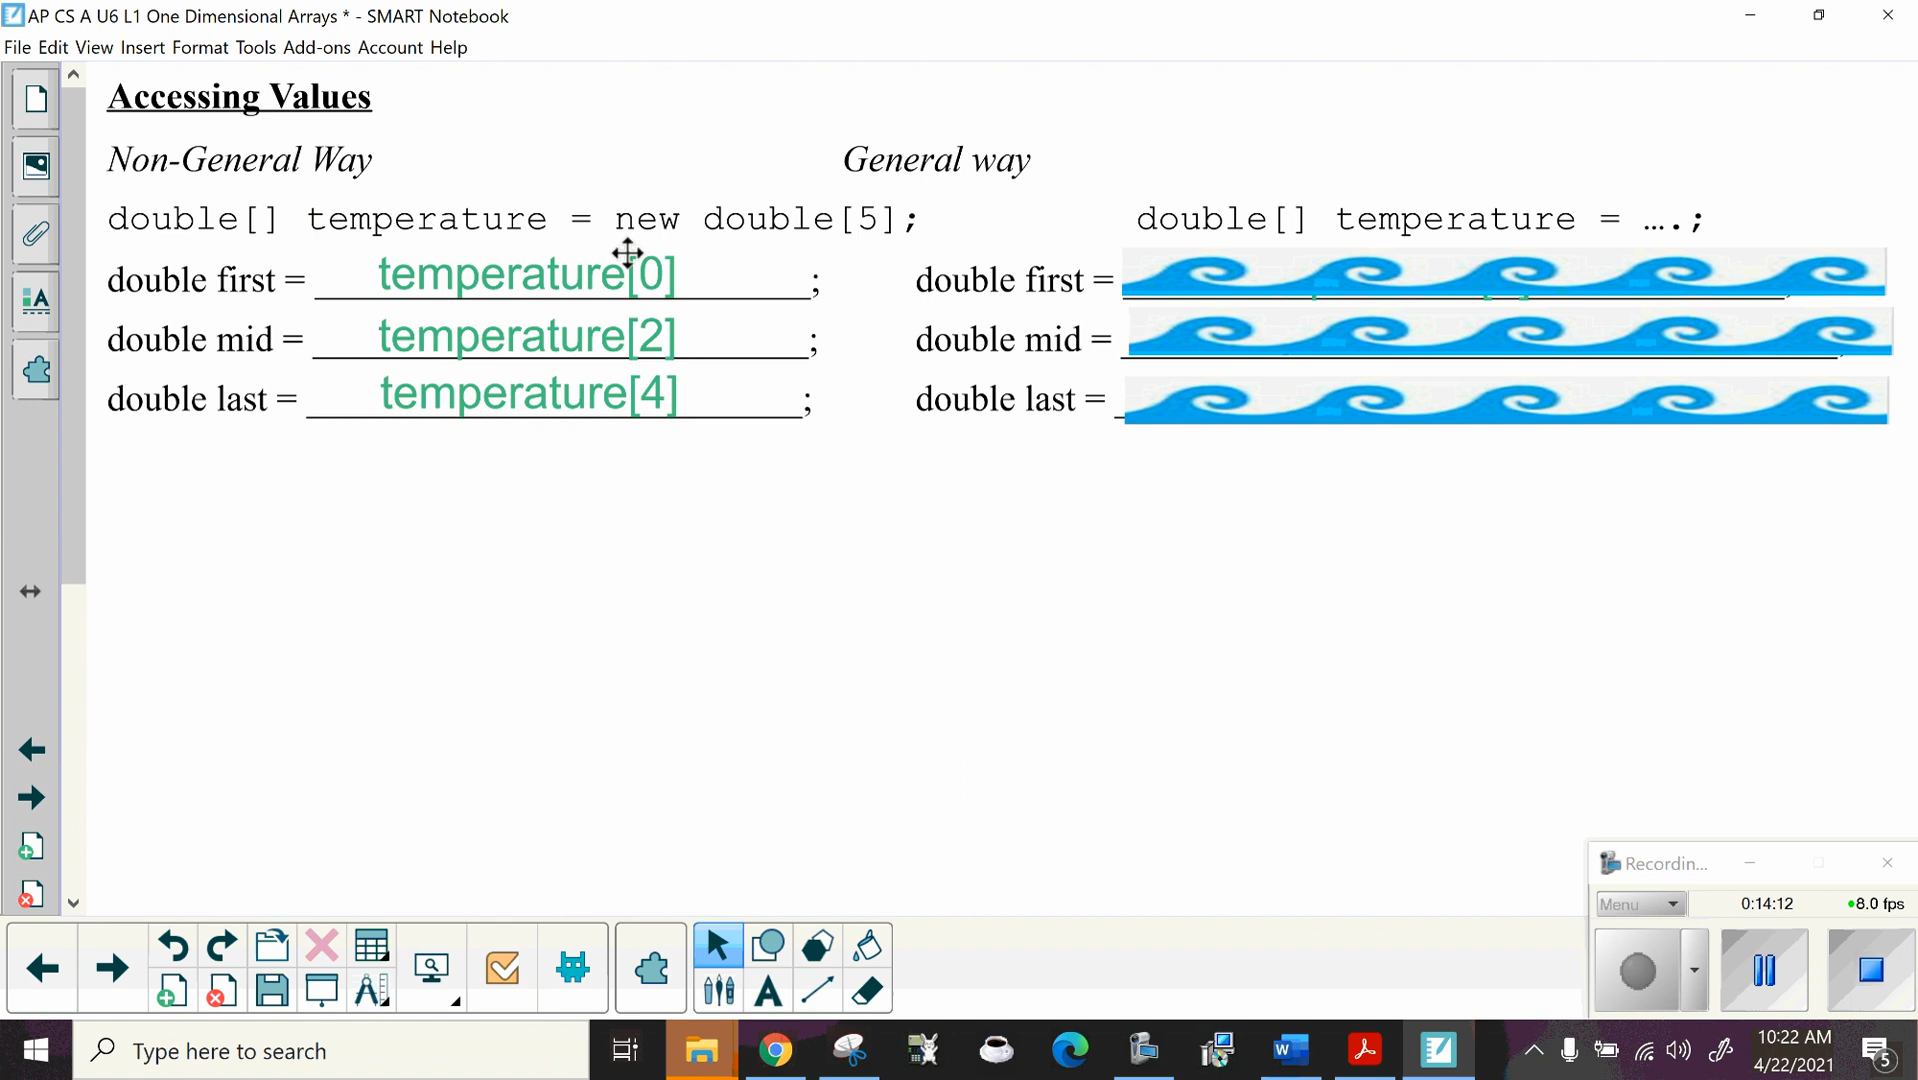 AP CS A U6 L1 One Dimensional Arrays * - SMART Notebook
File Edit View Insert Format Tools Add-ons Account Help
Accessing Values
Non-General Way
General way
double[] temperature = new double[5];
double[] temperature = ….;
double first = temperature[0];
double first =
double mid = temperature[2];
double mid =
double last = temperature[4];
double last =
Recordin...
Menu
0:14:12
8.0 fps
Type here to search
10:22 AM
4/22/2021
5